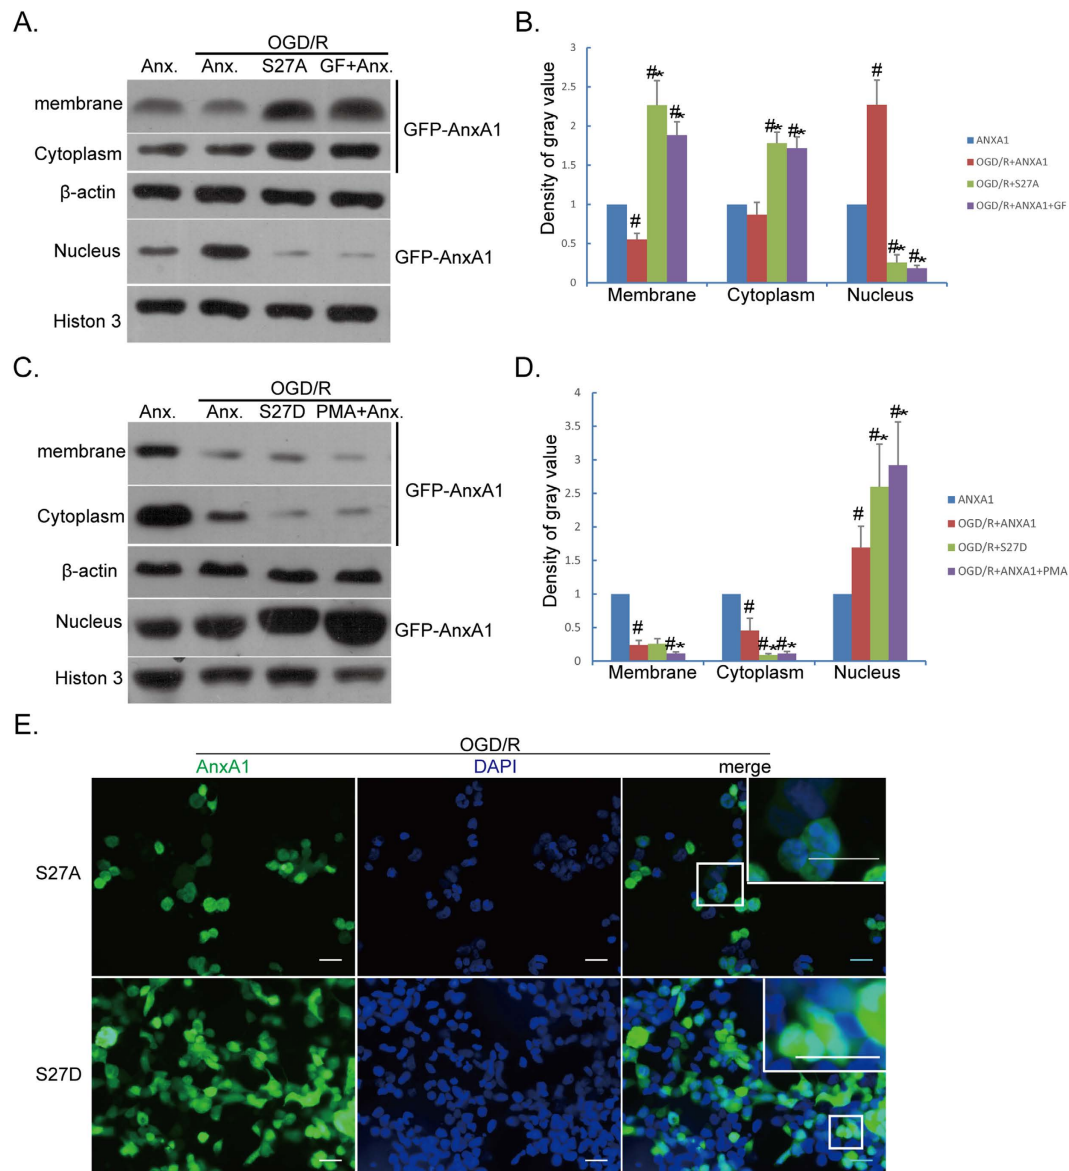 A.
OGD/R
Anx. Anx. S27A GF+Anx.
membrane
Cytoplasm
GFP-AnxA1
β-actin
Nucleus
GFP-AnxA1
Histon 3
B.
Density of gray value
3
2.5
2
1.5
1
0.5
0
# #* #* #* #* # #* #*
Membrane Cytoplasm Nucleus
ANXA1
OGD/R+ANXA1
OGD/R+S27A
OGD/R+ANXA1+GF
C.
OGD/R
Anx. Anx. S27D PMA+Anx.
membrane
Cytoplasm
GFP-AnxA1
β-actin
Nucleus
GFP-AnxA1
Histon 3
D.
Density of gray value
4
3.5
3
2.5
2
1.5
1
0.5
0
# #* # #* #* # #* #*
Membrane Cytoplasm Nucleus
ANXA1
OGD/R+ANXA1
OGD/R+S27D
OGD/R+ANXA1+PMA
E.
OGD/R
AnxA1 DAPI merge
S27A
S27D